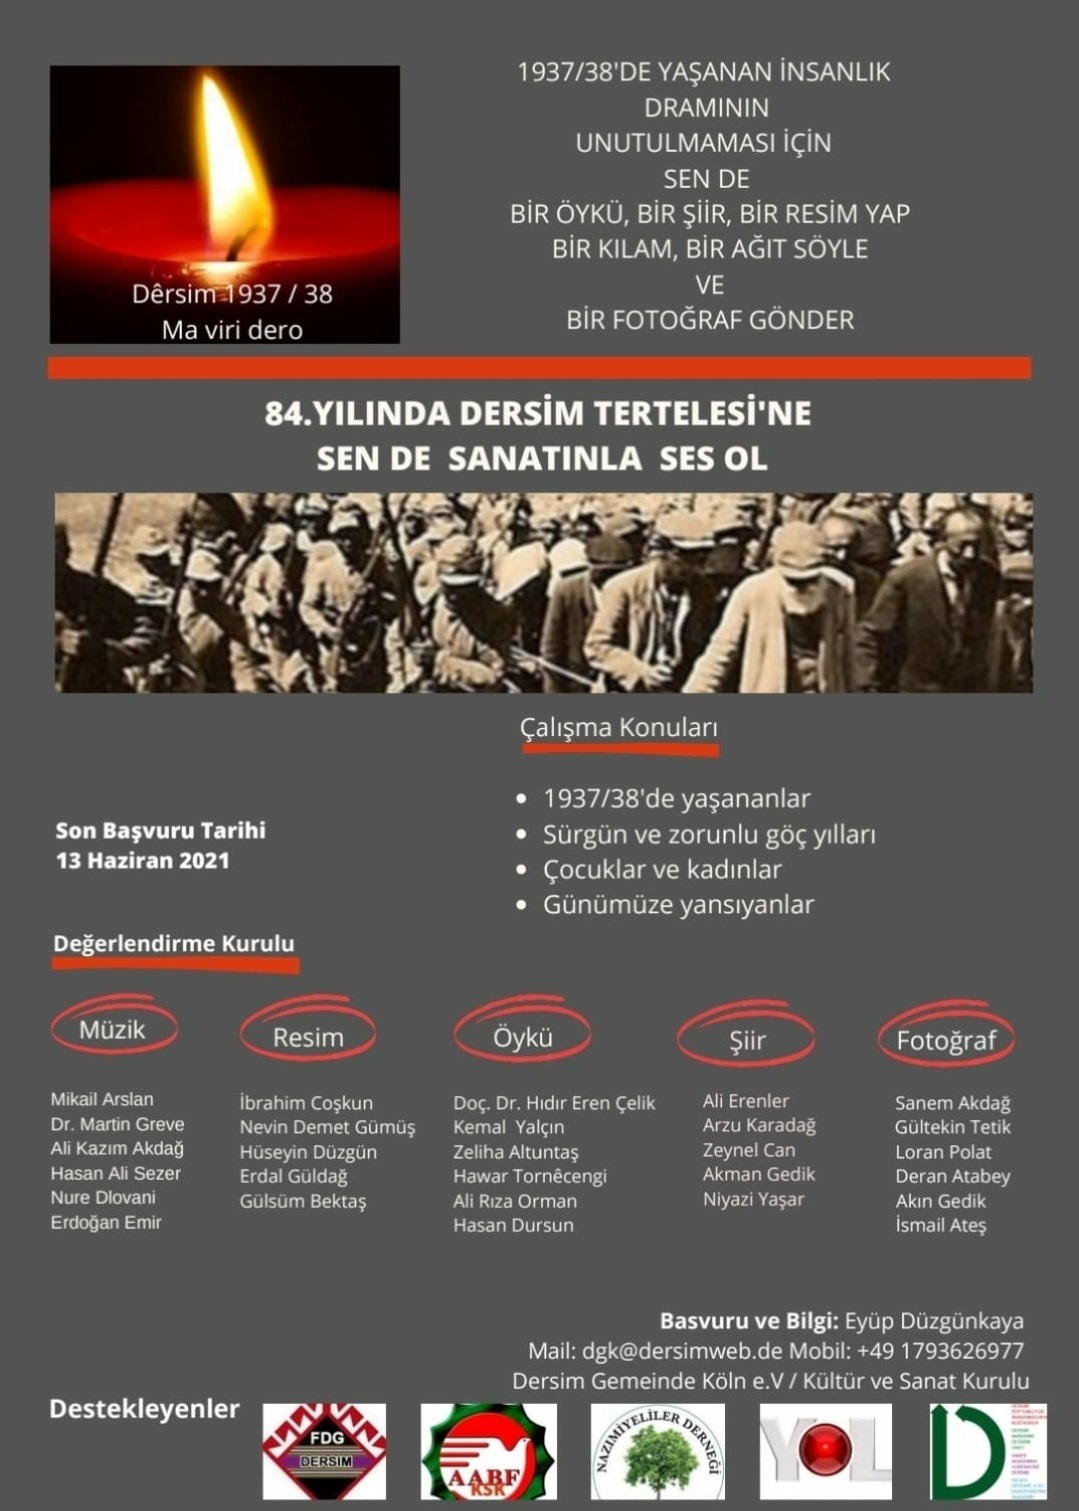 Dêrsim 1937 / 38
Ma viri dero
1937/38'DE YAŞANAN İNSANLIK
DRAMININ
UNUTULMAMASI İÇİN
SEN DE
BİR ÖYKÜ, BİR ŞİİR, BİR RESİM YAP
BİR KILAM, BİR AĞIT SÖYLE
VE
BİR FOTOĞRAF GÖNDER
84.YILINDA DERSİM TERTELESİ'NE
SEN DE SANATINLA SES OL
Çalışma Konuları
1937/38'de yaşananlar
Sürgün ve zorunlu göç yılları
Çocuklar ve kadınlar
Günümüze yansıyanlar
Son Başvuru Tarihi
13 Haziran 2021
Değerlendirme Kurulu
Müzik
Mikail Arslan
Dr. Martin Greve
Ali Kazım Akdağ
Hasan Ali Sezer
Nure Dlovani
Erdoğan Emir
Resim
İbrahim Coşkun
Nevin Demet Gümüş
Hüseyin Düzgün
Erdal Güldağ
Gülsüm Bektaş
Öykü
Doç. Dr. Hıdır Eren Çelik
Kemal Yalçın
Zeliha Altuntaş
Hawar Tornêcengi
Ali Rıza Orman
Hasan Dursun
Şiir
Ali Erenler
Arzu Karadağ
Zeynel Can
Akman Gedik
Niyazi Yaşar
Fotoğraf
Sanem Akdağ
Gültekin Tetik
Loran Polat
Deran Atabey
Akın Gedik
İsmail Ateş
Basvuru ve Bilgi: Eyüp Düzgünkaya
Mail: dgk@dersimweb.de Mobil: +49 1793626977
Dersim Gemeinde Köln e.V / Kültür ve Sanat Kurulu
Destekleyenler
FDG
DERSIM
AABF
KSK
NAZIMİYELİLER DERNEĞİ
YOL
D